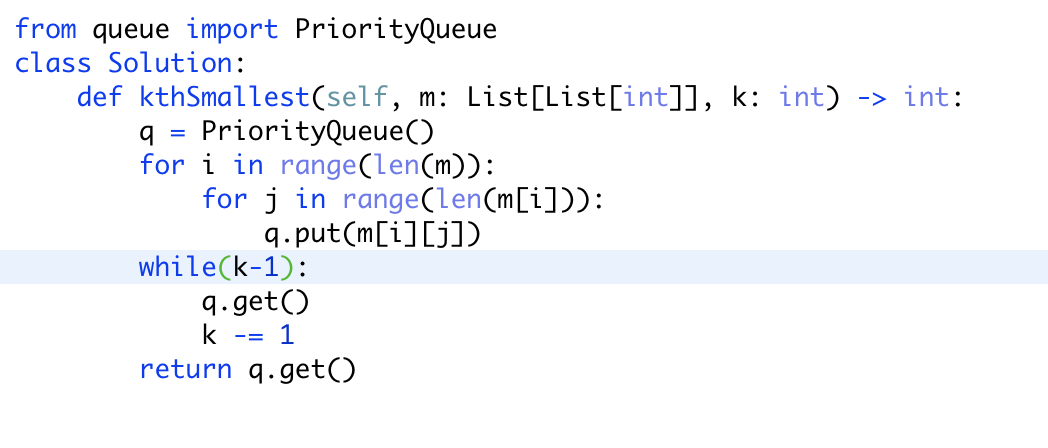 from queue import PriorityQueue
class Solution:
    def kthSmallest(self, m: List[List[int]], k: int) -> int:
        q = PriorityQueue()
        for i in range(len(m)):
            for j in range(len(m[i])):
                q.put(m[i][j])
        while(k-1):
            q.get()
            k -= 1
        return q.get()